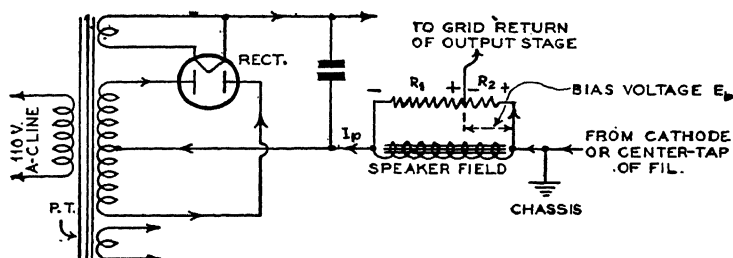 TO GRID RETURN
OF OUTPUT STAGE
RECT.
- R1 + - R2 +
BIAS VOLTAGE Eb
110 V.
A-C LINE
Ip
SPEAKER FIELD
FROM CATHODE
OR CENTER-TAP
OF FIL.
P.T.
CHASSIS